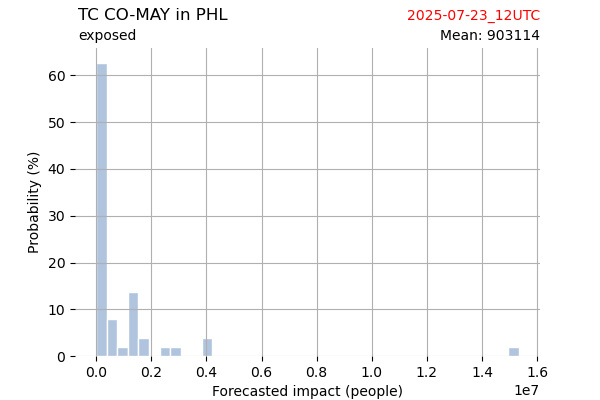 TC CO-MAY in PHL
2025-07-23_12UTC
exposed
Mean: 903114
Probability (%)
60
50
40
30
20
10
0
0.0 0.2 0.4 0.6 0.8 1.0 1.2 1.4 1.6
1e7
Forecasted impact (people)